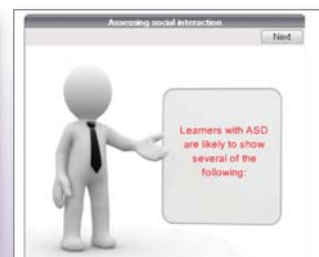 Assessing social interaction
Next
Learners with ASD
are likely to show
several of the
following: